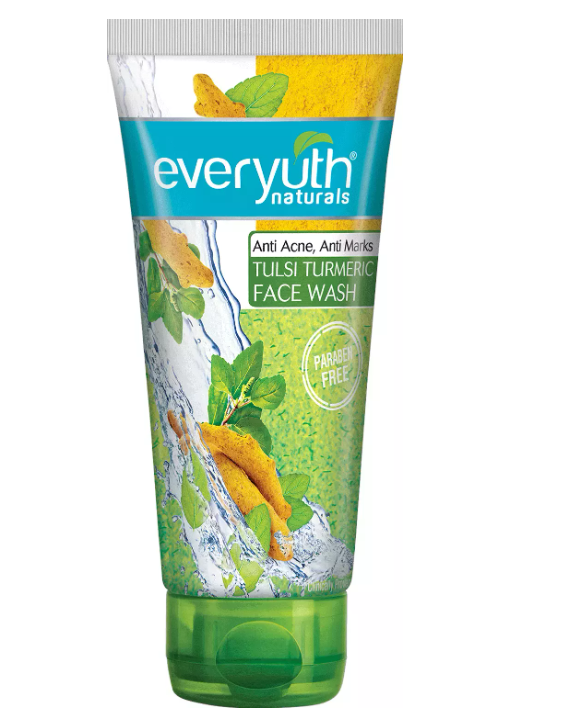 everyuth®
naturals
Anti Acne, Anti Marks
TULSI TURMERIC
FACE WASH
PARABEN
FREE